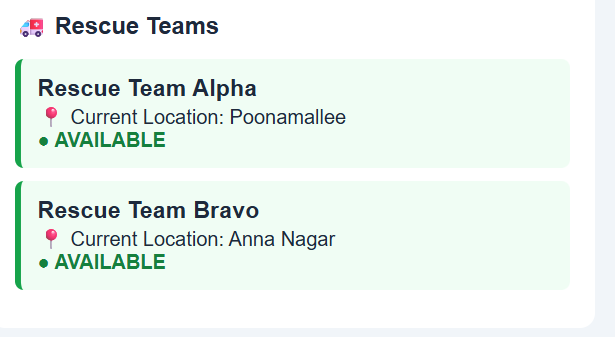 🚑 Rescue Teams
Rescue Team Alpha
📍 Current Location: Poonamallee
● AVAILABLE
Rescue Team Bravo
📍 Current Location: Anna Nagar
● AVAILABLE